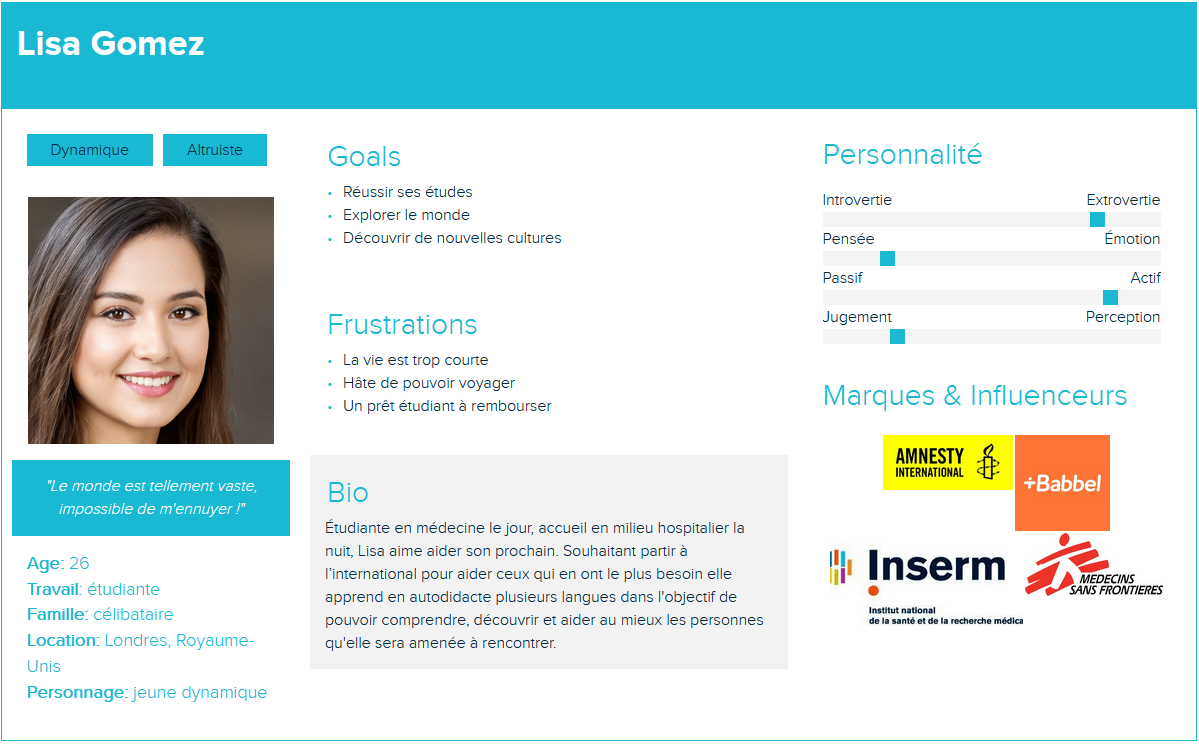 Lisa Gomez
Dynamique
Altruiste
"Le monde est tellement vaste,
impossible de m'ennuyer !"
Age: 26
Travail: étudiante
Famille: célibataire
Location: Londres, Royaume-
Unis
Personnage: jeune dynamique
Goals
• Réussir ses études
• Explorer le monde
• Découvrir de nouvelles cultures
Frustrations
• La vie est trop courte
• Hâte de pouvoir voyager
• Un prêt étudiant à rembourser
Bio
Étudiante en médecine le jour, accueil en milieu hospitalier la
nuit, Lisa aime aider son prochain. Souhaitant partir à
l’international pour aider ceux qui en ont le plus besoin elle
apprend en autodidacte plusieurs langues dans l'objectif de
pouvoir comprendre, découvrir et aider au mieux les personnes
qu'elle sera amenée à rencontrer.
Personnalité
Introvertie Extrovertie
Pensée Émotion
Passif Actif
Jugement Perception
Marques & Influenceurs
AMNESTY
INTERNATIONAL
+Babbel
Inserm
Institut national
de la santé et de la recherche médica
MEDECINS
SANS FRONTIERES